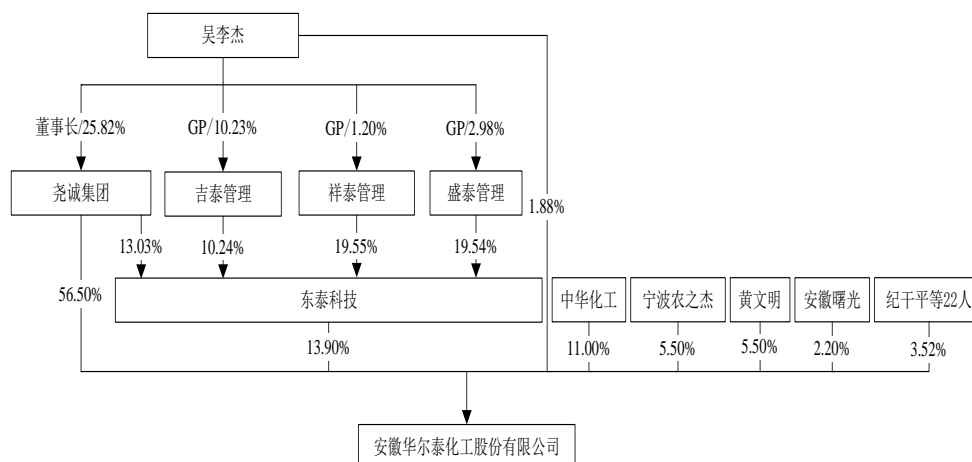 吴李杰
董事长/25.82%
GP/10.23%
GP/1.20%
GP/2.98%
尧诚集团
吉泰管理
祥泰管理
盛泰管理
1.88%
13.03%
10.24%
19.55%
19.54%
56.50%
东泰科技
中华化工
宁波农之杰
黄文明
安徽曙光
纪干平等22人
13.90%
11.00%
5.50%
5.50%
2.20%
3.52%
安徽华尔泰化工股份有限公司